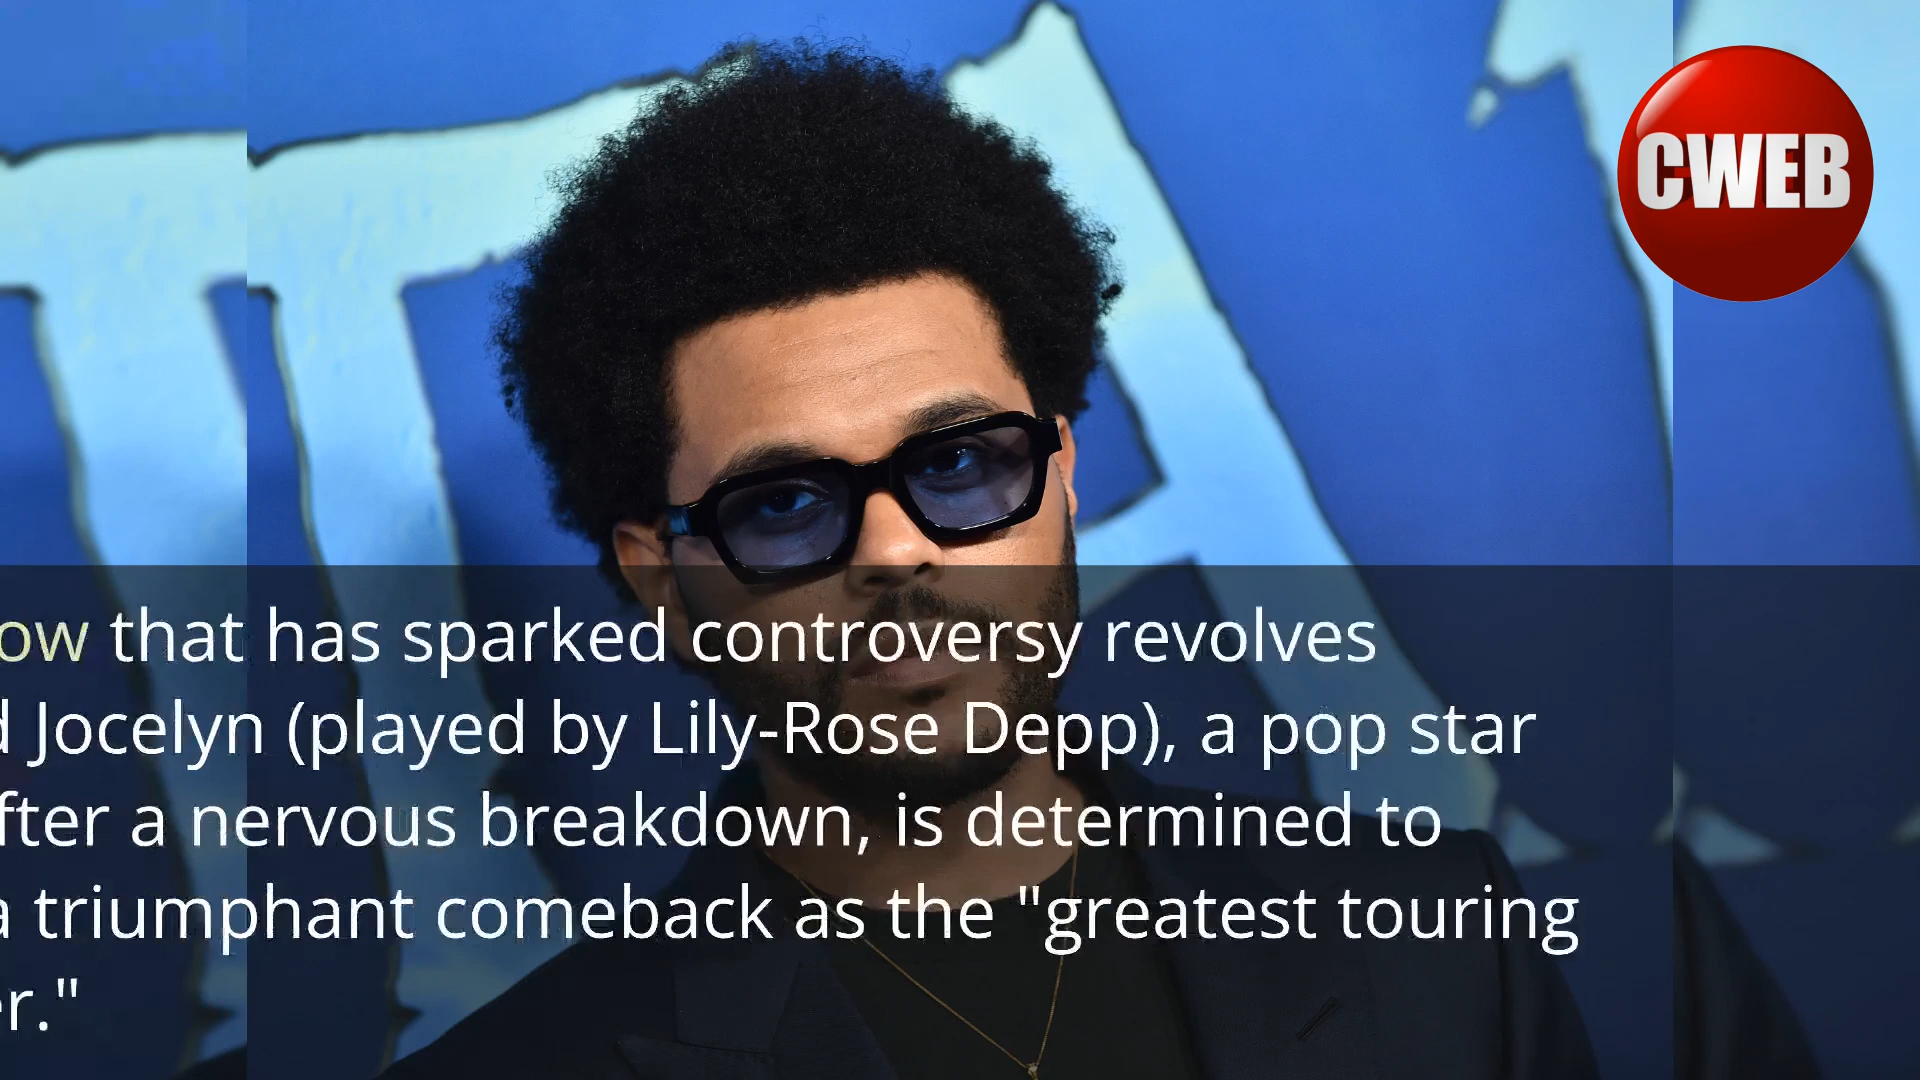 CWEB
ow that has sparked controversy revolves
d Jocelyn (played by Lily-Rose Depp), a pop star
fter a nervous breakdown, is determined to
a triumphant comeback as the "greatest touring
er."